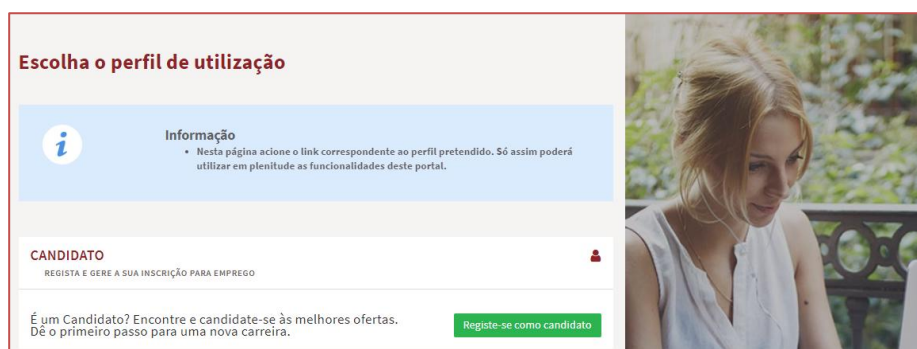 Escolha o perfil de utilização
Informação
• Nesta página acione o link correspondente ao perfil pretendido. Só assim poderá
utilizar em plenitude as funcionalidades deste portal.
CANDIDATO
REGISTA E GERE A SUA INSCRIÇÃO PARA EMPREGO
É um Candidato? Encontre e candidate-se às melhores ofertas.
Dê o primeiro passo para uma nova carreira.
Registe-se como candidato